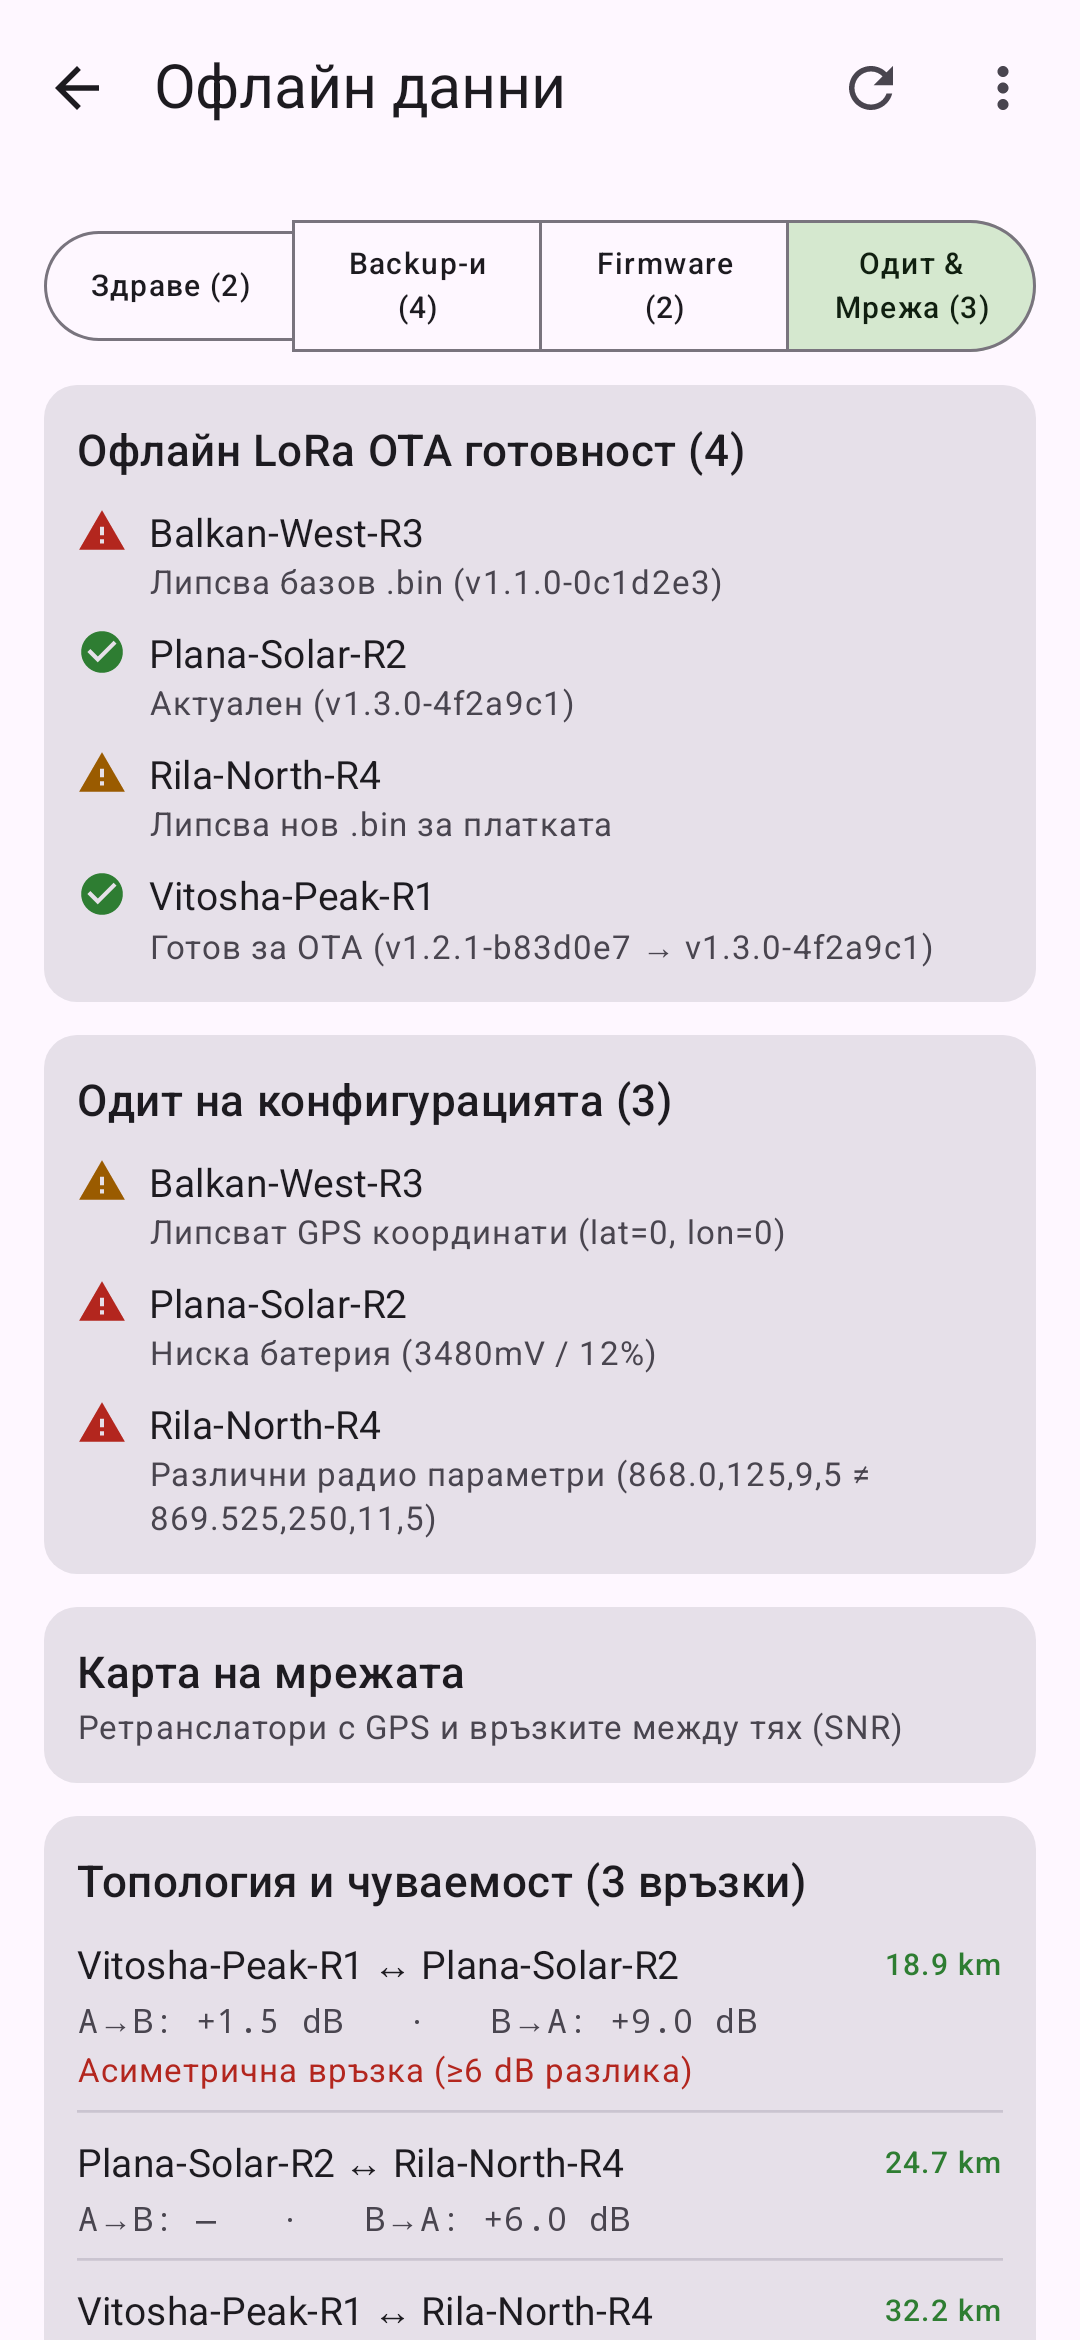 Офлайн данни
Здраве (2)
Backup-и
(4)
Firmware
(2)
Одит &
Мрежа (3)
Офлайн LoRa OTA готовност (4)
Balkan-West-R3
Липсва базов .bin (v1.1.0-0c1d2e3)
Plana-Solar-R2
Актуален (v1.3.0-4f2a9c1)
Rila-North-R4
Липсва нов .bin за платката
Vitosha-Peak-R1
Готов за OTA (v1.2.1-b83d0e7 → v1.3.0-4f2a9c1)
Одит на конфигурацията (3)
Balkan-West-R3
Липсват GPS координати (lat=0, lon=0)
Plana-Solar-R2
Ниска батерия (3480mV / 12%)
Rila-North-R4
Различни радио параметри (868.0,125,9,5 ≠
869.525,250,11,5)
Карта на мрежата
Ретранслатори с GPS и връзките между тях (SNR)
Топология и чуваемост (3 връзки)
Vitosha-Peak-R1 ↔ Plana-Solar-R2 18.9 km
A→B: +1.5 dB · B→A: +9.0 dB
Асиметрична връзка (≥6 dB разлика)
Plana-Solar-R2 ↔ Rila-North-R4 24.7 km
A→B: — · B→A: +6.0 dB
Vitosha-Peak-R1 ↔ Rila-North-R4 32.2 km